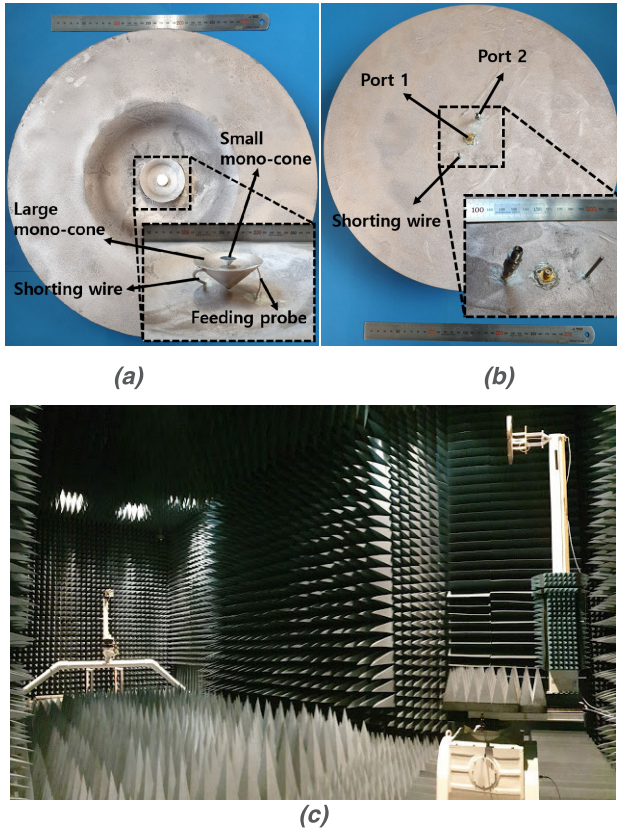 Small
mono-cone
Large
mono-cone
Shorting wire
Feeding probe
Port 2
Port 1
Shorting wire
100
(a)
(b)
(c)